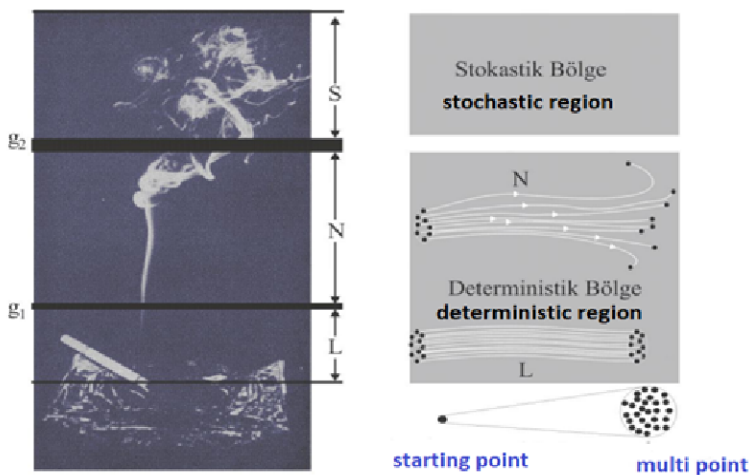 S
g2
N
g1
L
Stokastik Bölge
stochastic region
N
Deterministik Bölge
deterministic region
L
starting point
multi point